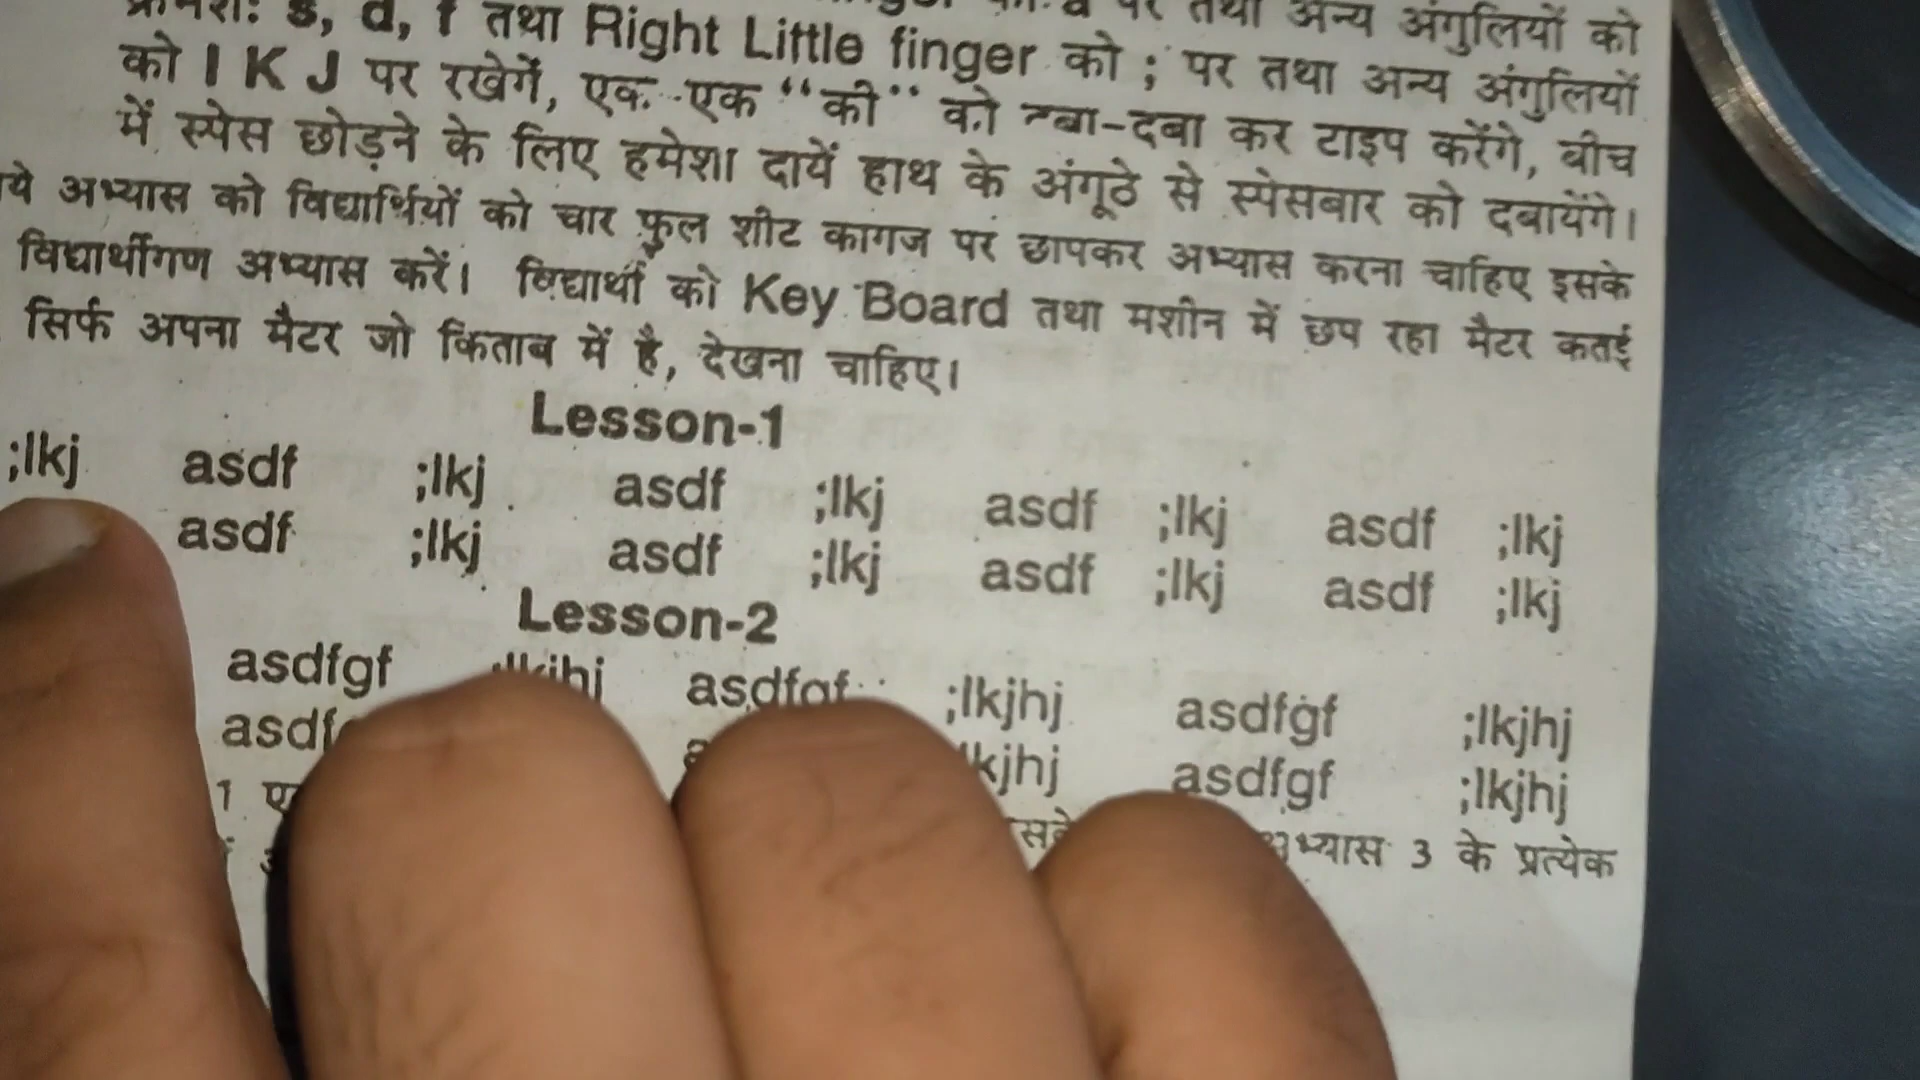 s, d, f तथा Right Little finger को ; पर तथा अन्य अंगुलियों को
को l K J पर रखेगें, एक-एक “की” को दबा-दबा कर टाइप करेंगे, बीच
में स्पेस छोड़ने के लिए हमेशा दायें हाथ के अंगूठे से स्पेसबार को दबायेंगे।
ये अभ्यास को विद्यार्थियों को चार फुल शीट कागज पर छापकर अभ्यास करना चाहिए इसके
विद्यार्थीगण अभ्यास करें। विद्यार्थी को Key Board तथा मशीन में छप रहा मैटर कतई
सिर्फ अपना मैटर जो किताब में है, देखना चाहिए।
Lesson-1
;lkj asdf ;lkj asdf ;lkj asdf ;lkj asdf ;lkj
asdf ;lkj asdf ;lkj asdf ;lkj asdf ;lkj
Lesson-2
asdfgf ;lkjhj asdfgf ;lkjhj asdfgf ;lkjhj
lkjhj asdfgf ;lkjhj
1 अभ्यास 3 के प्रत्येक